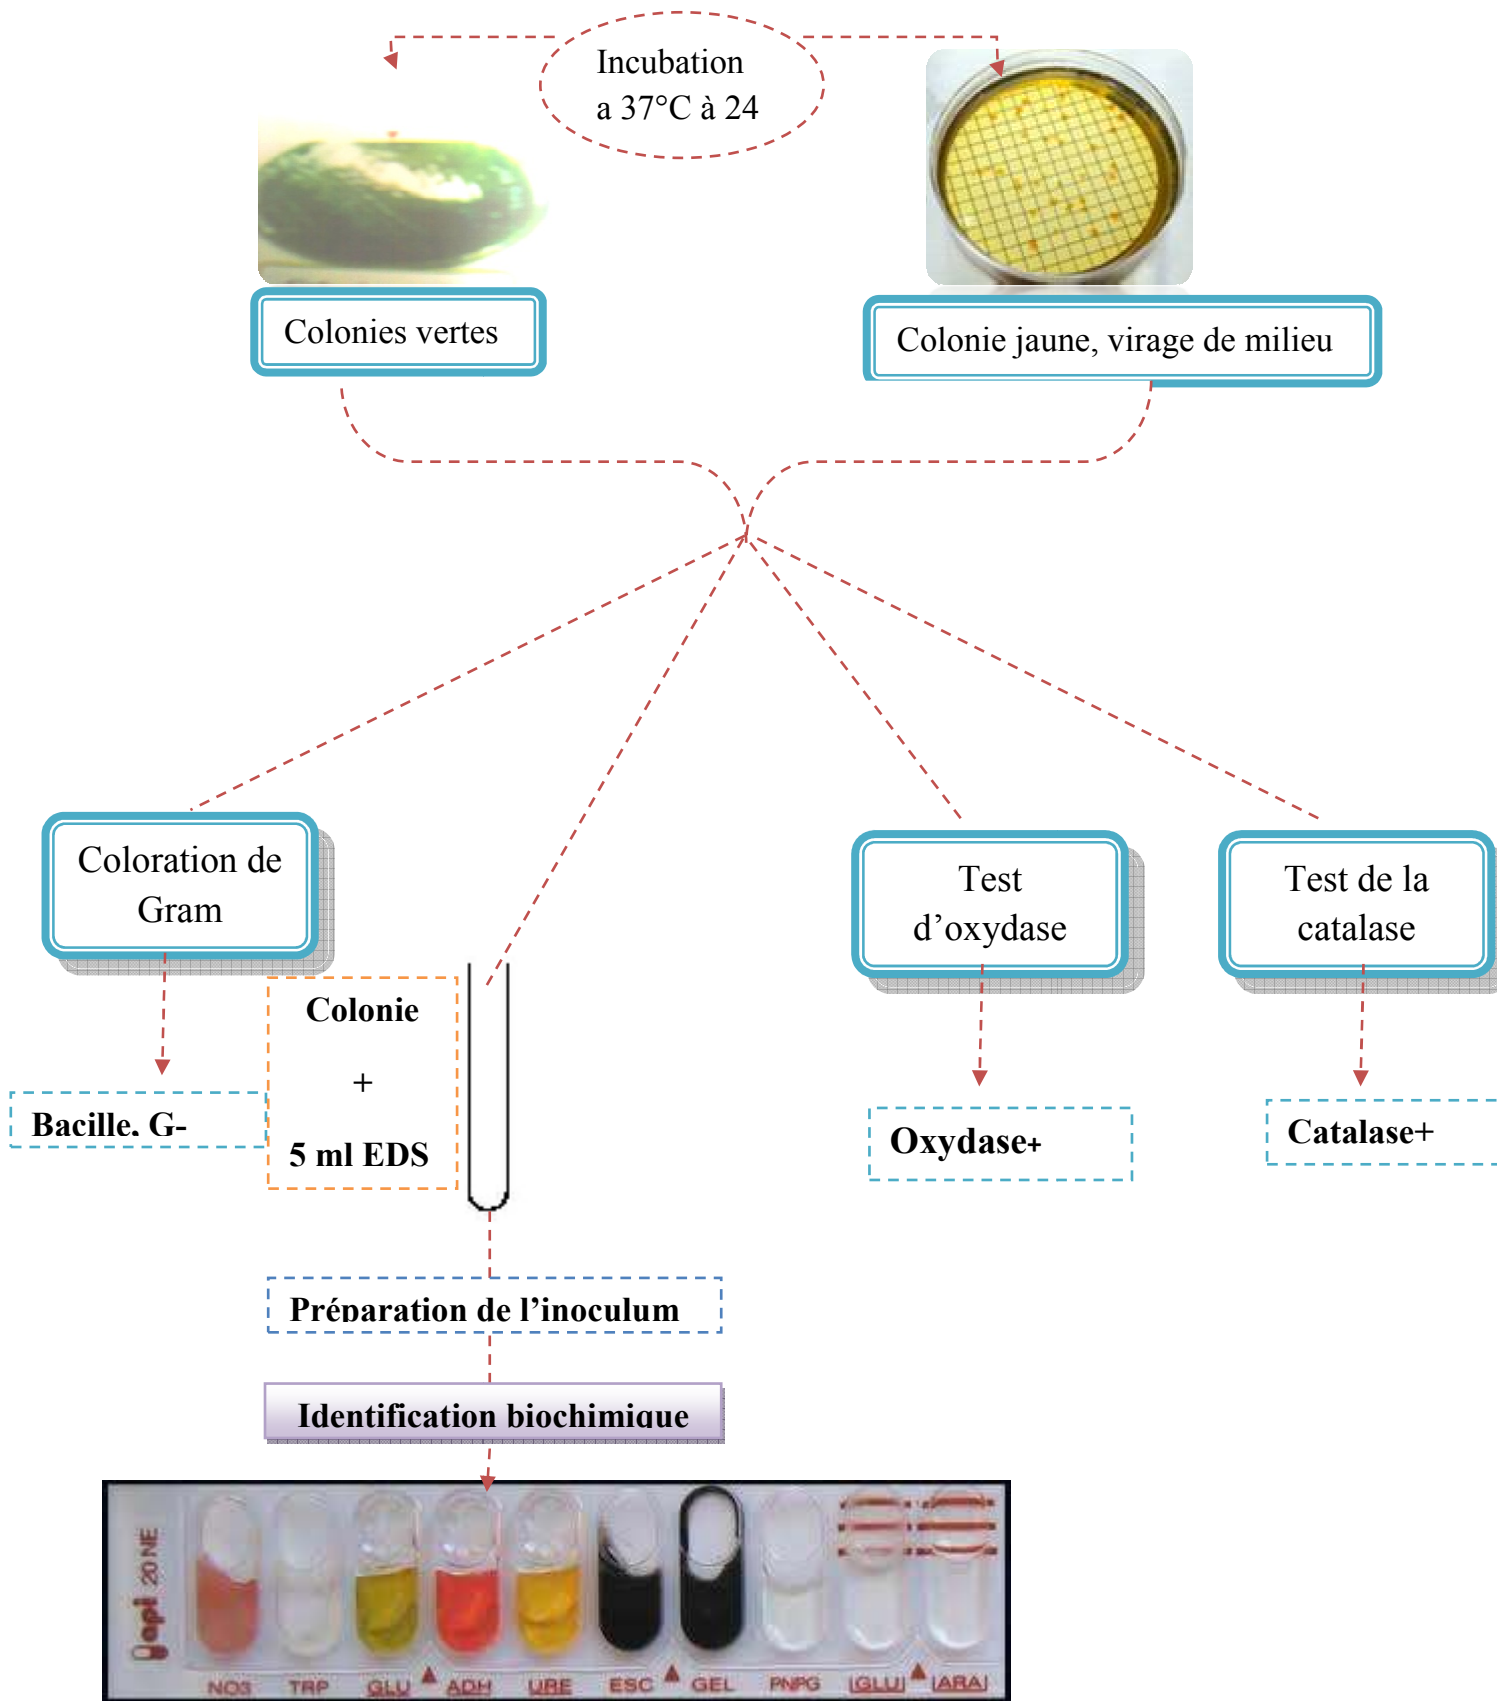 Incubation
a 37°C à 24
Colonies vertes
Colonie jaune, virage de milieu
Coloration de
Gram
Test
d’oxydase
Test de la
catalase
Colonie
+
5 ml EDS
Bacille, G-
Oxydase+
Catalase+
Préparation de l’inoculum
Identification biochimique
api 20 NE
NO3 TRP GLU ADH URE ESC GEL PNPG |GLU| |ARA|